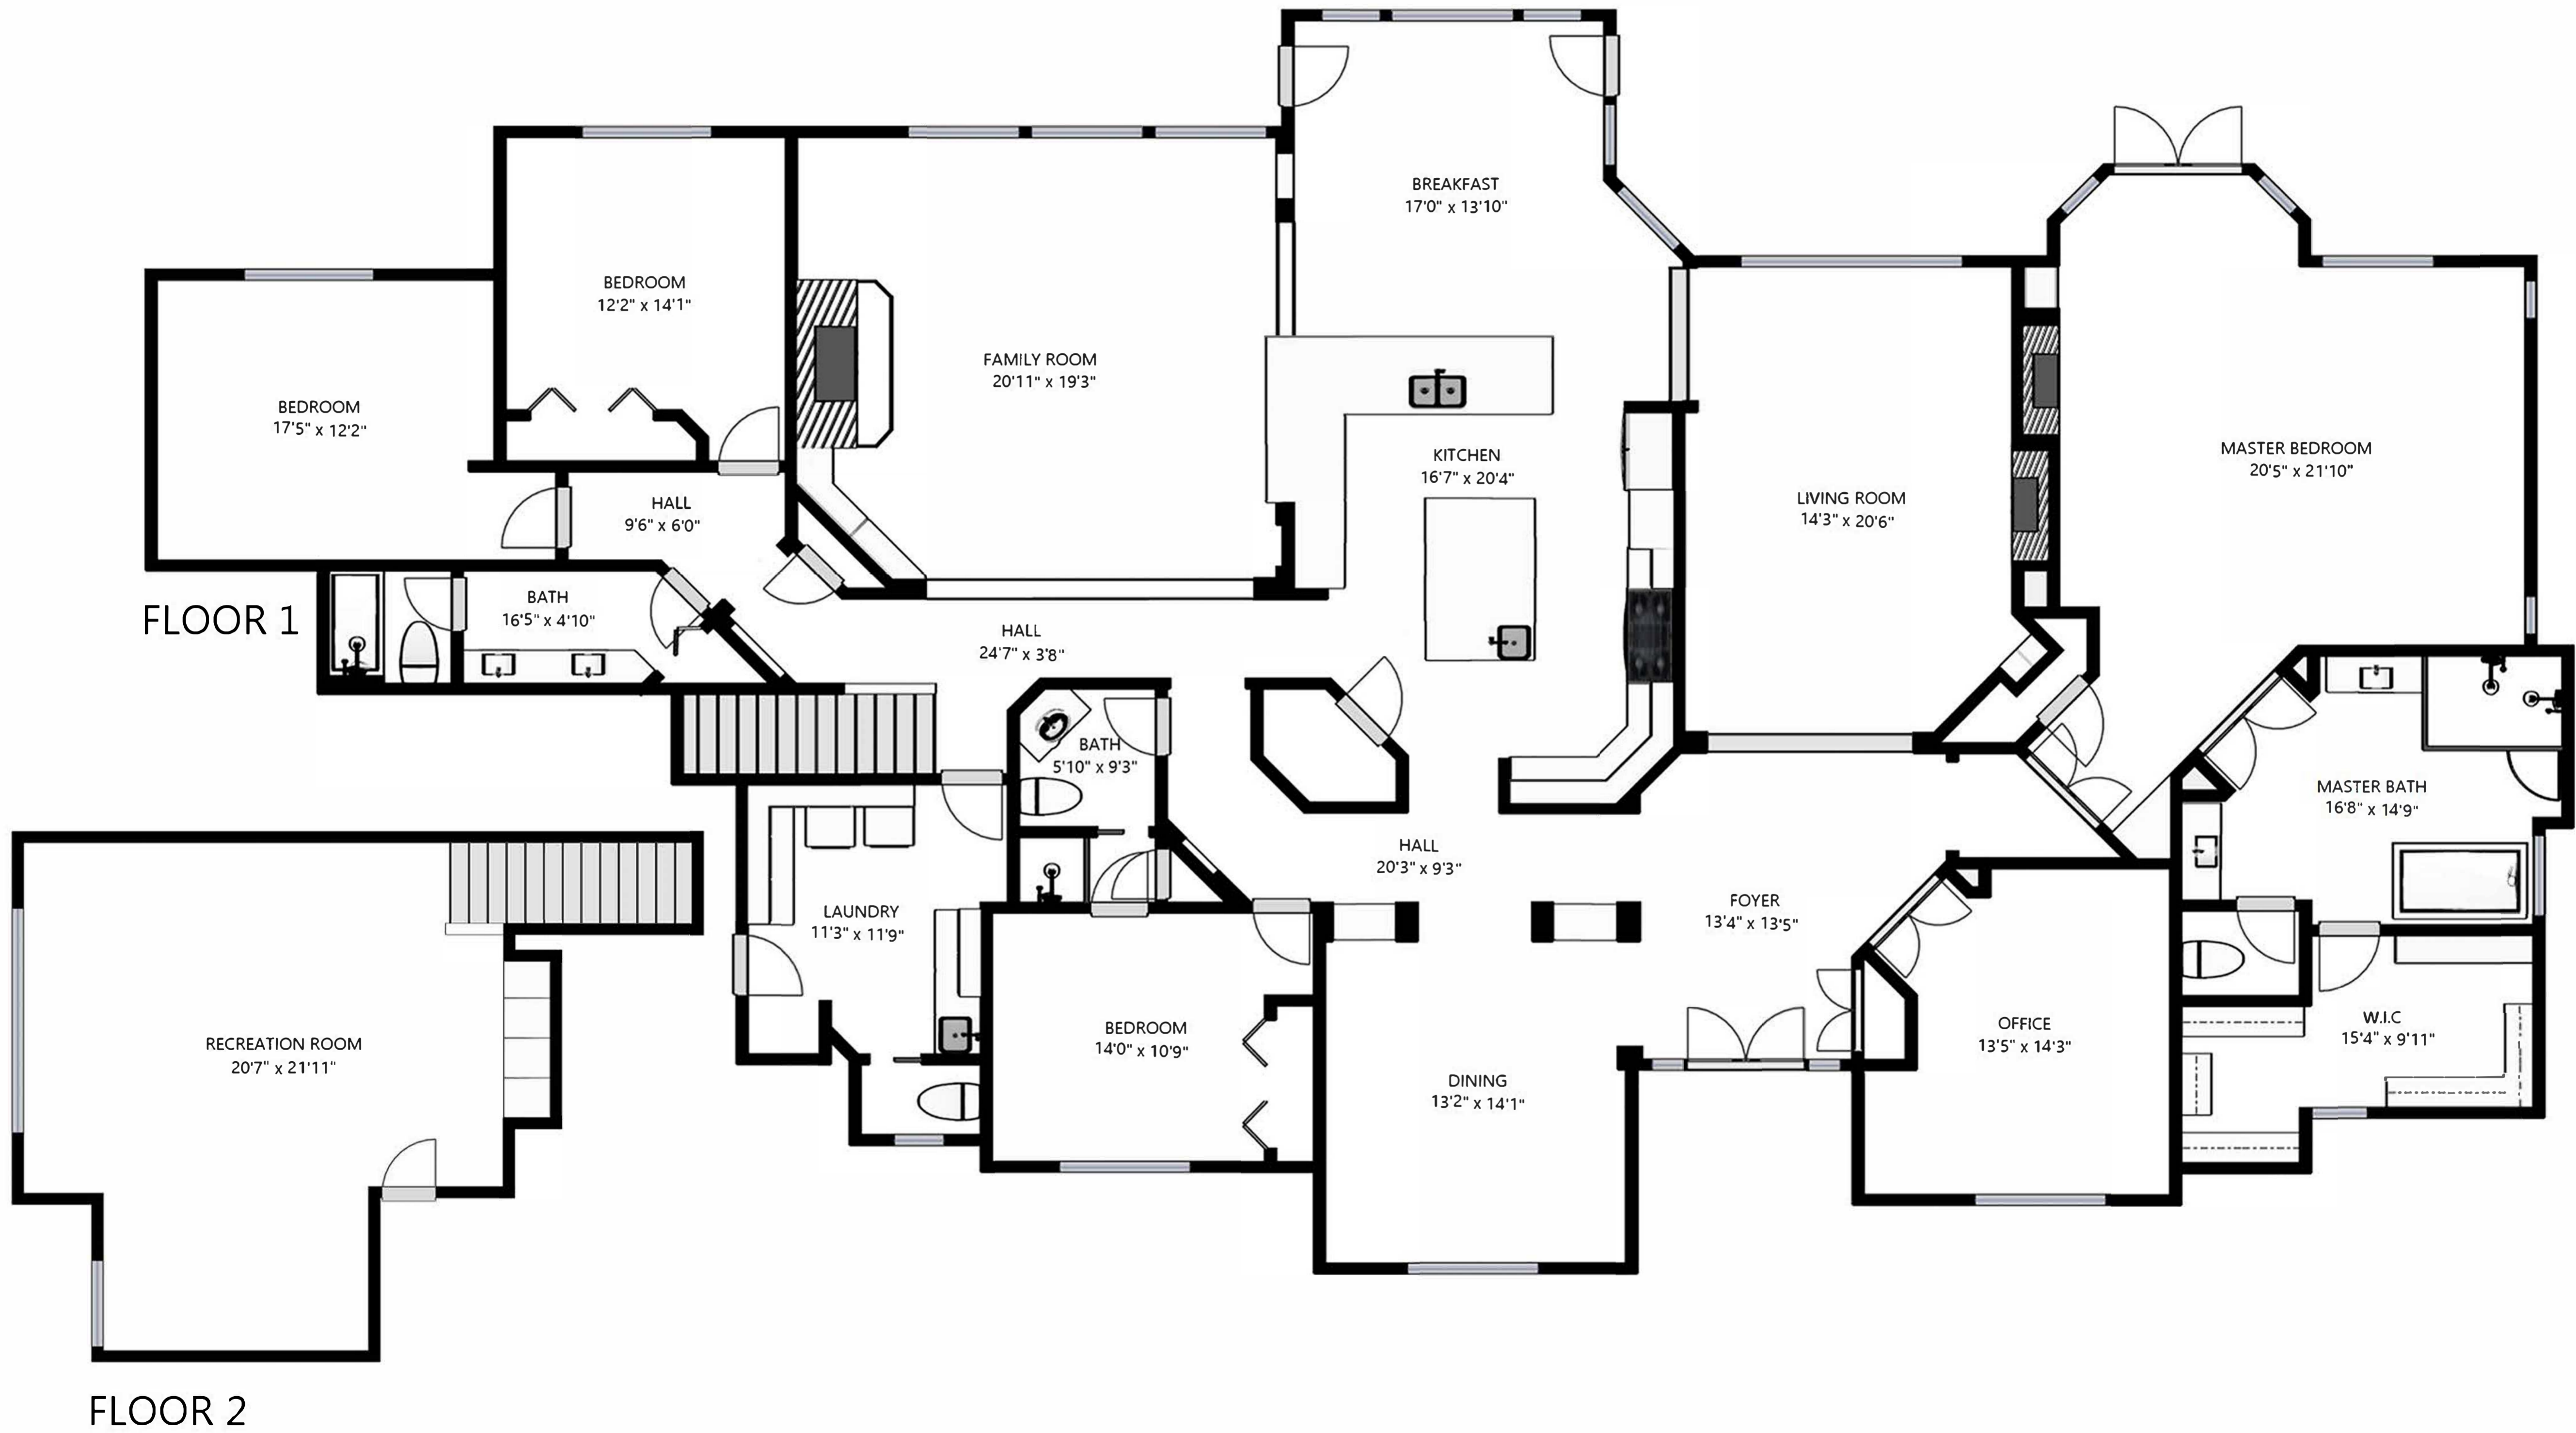 BREAKFAST
17'0" x 13'10"
BEDROOM
12'2" x 14'1"
FAMILY ROOM
20'11" x 19'3"
BEDROOM
17'5" x 12'2"
KITCHEN
16'7" x 20'4"
MASTER BEDROOM
20'5" x 21'10"
LIVING ROOM
14'3" x 20'6"
HALL
9'6" x 6'0"
BATH
16'5" x 4'10"
FLOOR 1
HALL
24'7" x 3'8"
BATH
5'10" x 9'3"
MASTER BATH
16'8" x 14'9"
HALL
20'3" x 9'3"
FOYER
13'4" x 13'5"
LAUNDRY
11'3" x 11'9"
W.I.C
15'4" x 9'11"
OFFICE
13'5" x 14'3"
BEDROOM
14'0" x 10'9"
RECREATION ROOM
20'7" x 21'11"
DINING
13'2" x 14'1"
FLOOR 2